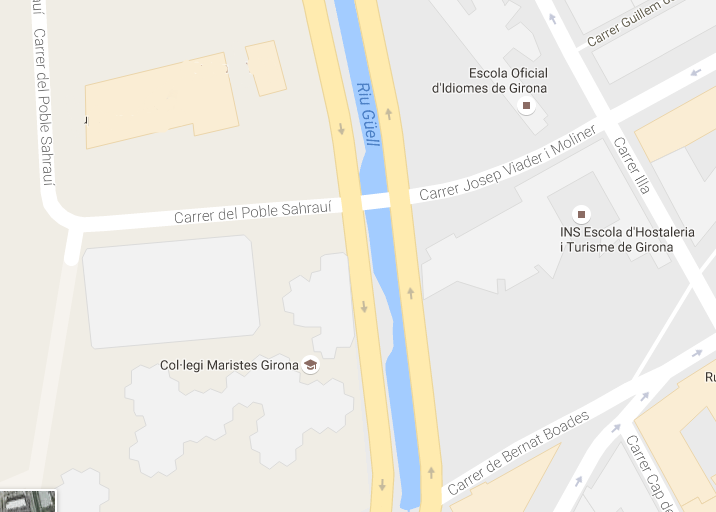 Carrer Guillem
Carrer del Poble Sahrauí
Escola Oficial
d'Idiomes de Girona
Riu Güell
Carrer Josep Viader i Moliner
Carrer Illa
Carrer del Poble Sahrauí
INS Escola d'Hostaleria
i Turisme de Girona
Col·legi Maristes Girona
Carrer de Bernat Boades
Carrer Cap de